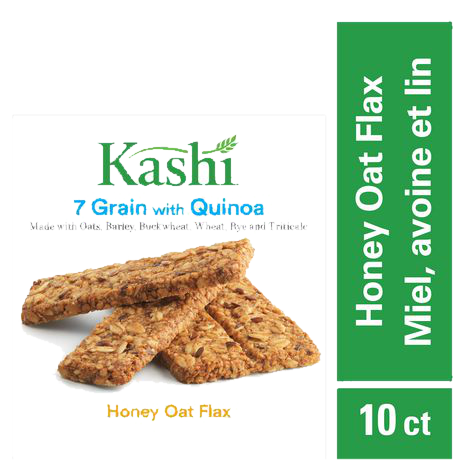 Kashi
7 Grain with Quinoa
Made with Oats, Barley, Buckwheat, Wheat, Rye and Triticale
Honey Oat Flax
Honey Oat Flax
Miel, avoine et lin
10 ct